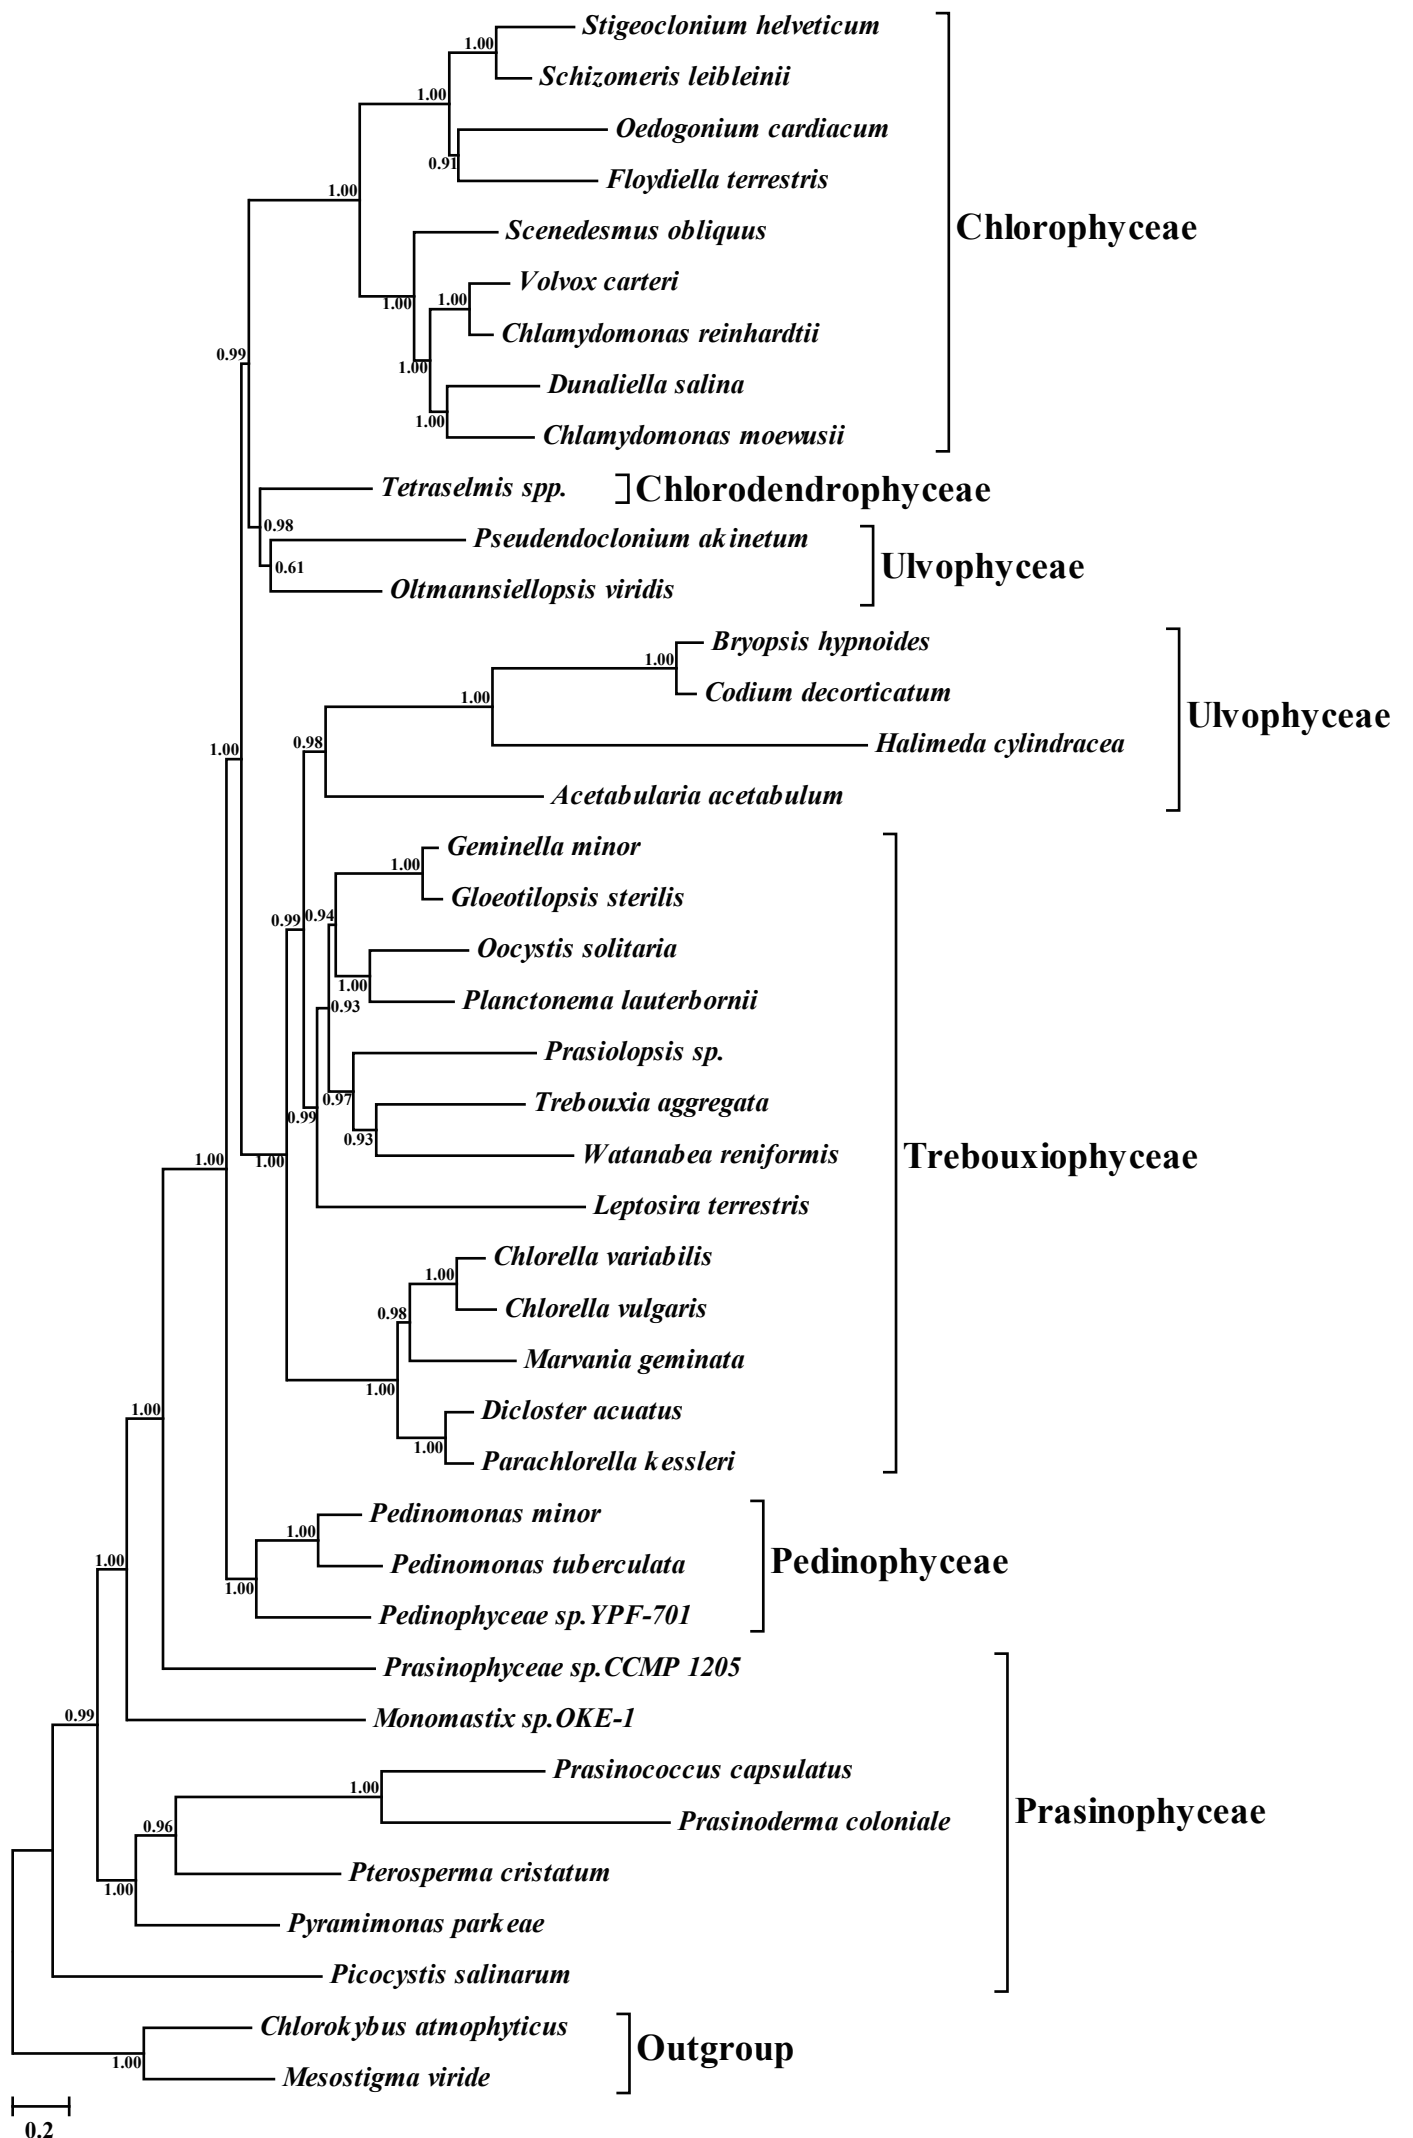 Stigeoclonium helveticum
1.00
Schizomeris leibleinii
1.00
Oedogonium cardiacum
0.91
Floydiella terrestris
1.00
Chlorophyceae
Scenedesmus obliquus
Volvox carteri
1.00
1.00
Chlamydomonas reinhardtii
0.99
1.00
Dunaliella salina
1.00
Chlamydomonas moewusii
Tetraselmis spp.
Chlorodendrophyceae
0.98
Pseudendoclonium akinetum
0.61
Ulvophyceae
Oltmannsiellopsis viridis
Bryopsis hypnoides
1.00
Codium decorticatum
1.00
Ulvophyceae
0.98
Halimeda cylindracea
1.00
Acetabularia acetabulum
Geminella minor
1.00
Gloeotilopsis sterilis
0.99
0.94
Oocystis solitaria
1.00
Planctonema lauterbornii
0.93
Prasiolopsis sp.
0.97
Trebouxia aggregata
0.99
0.93
Watanabea reniformis
Trebouxiophyceae
1.00
1.00
Leptosira terrestris
Chlorella variabilis
1.00
Chlorella vulgaris
0.98
Marvania geminata
1.00
Dicloster acuatus
1.00
1.00
Parachlorella kessleri
Pedinomonas minor
1.00
Pedinomonas tuberculata
Pedinophyceae
1.00
1.00
Pedinophyceae sp.YPF-701
Prasinophyceae sp.CCMP 1205
0.99
Monomastix sp.OKE-1
Prasinococcus capsulatus
1.00
Prasinoderma coloniale
Prasinophyceae
0.96
Pterosperma cristatum
1.00
Pyramimonas parkeae
Picocystis salinarum
Chlorokybus atmophyticus
Outgroup
1.00
Mesostigma viride
0.2